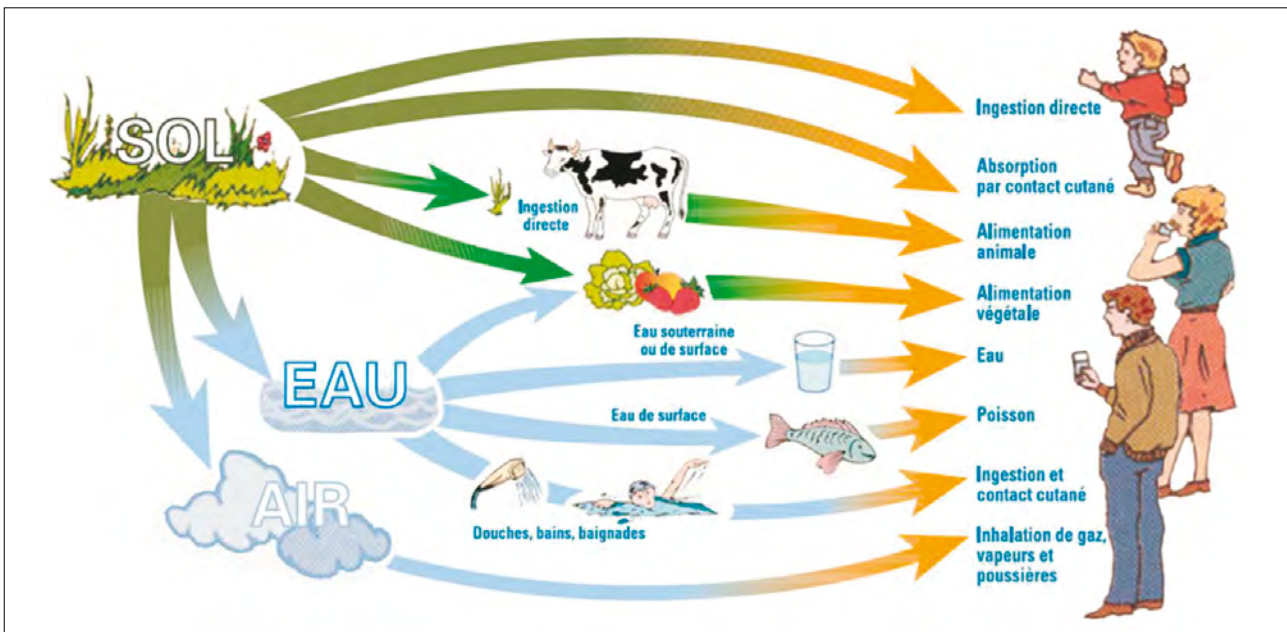 SOL
Ingestion directe
Absorption
par contact cutané
Ingestion
directe
Alimentation
animale
Alimentation
végétale
Eau souterraine
ou de surface
Eau
EAU
Eau de surface
Poisson
AIR
Douches, bains, baignades
Ingestion et
contact cutané
Inhalation de gaz,
vapeurs et
poussières